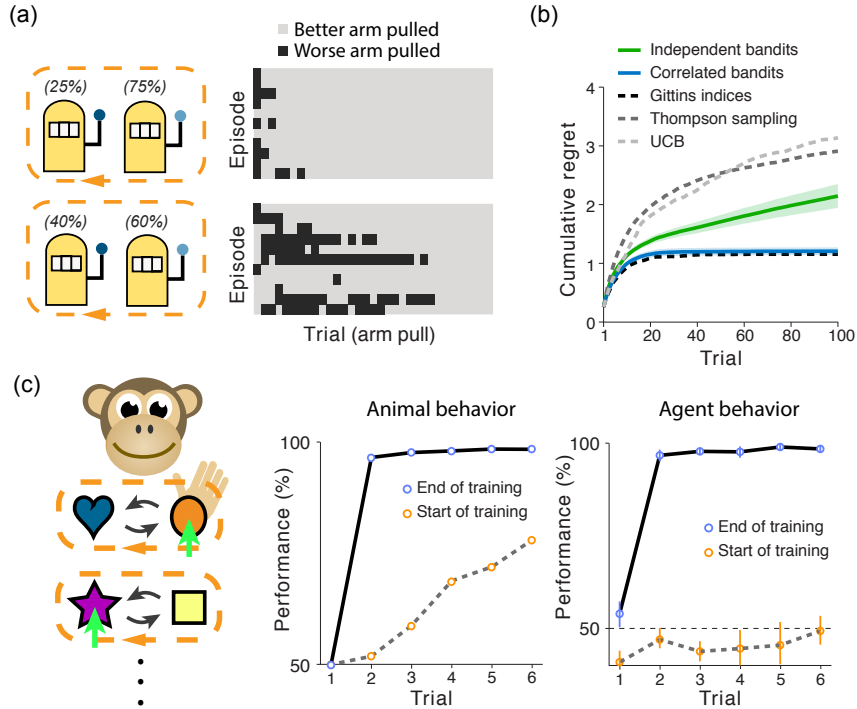 (a)
Better arm pulled
Worse arm pulled
(25%) (75%)
Episode
(40%) (60%)
Episode
Trial (arm pull)
(b)
Independent bandits
Correlated bandits
Gittins indices
Thompson sampling
UCB
Cumulative regret
4
3
2
1
0
1 20 40 60 80 100
Trial
(c)
Animal behavior
Performance (%)
100
50
End of training
Start of training
1 2 3 4 5 6
Trial
Agent behavior
Performance (%)
100
50
End of training
Start of training
1 2 3 4 5 6
Trial